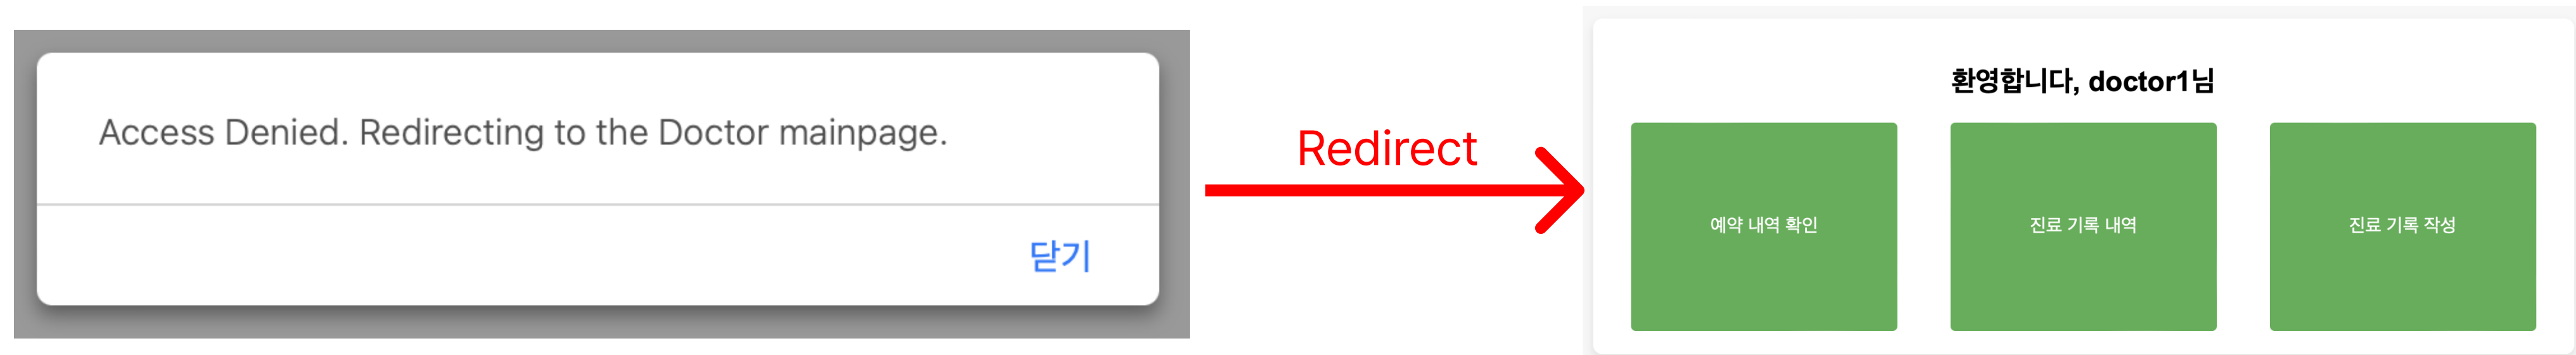 Access Denied. Redirecting to the Doctor mainpage.
닫기
Redirect
환영합니다, doctor1님
예약 내역 확인
진료 기록 내역
진료 기록 작성